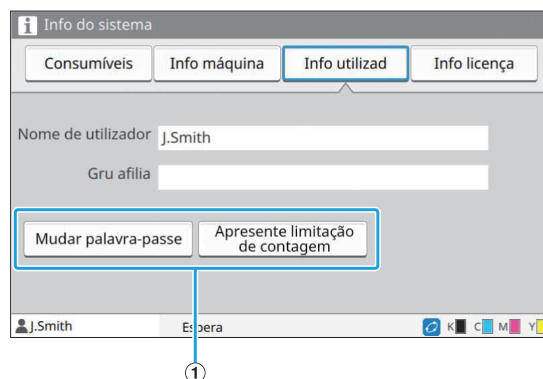 i Info do sistema
Consumíveis Info máquina Info utilizad Info licença
Nome de utilizador J.Smith
Gru afilia
Mudar palavra-passe Apresente limitação
de contagem
J.Smith Espera K C M Y
1